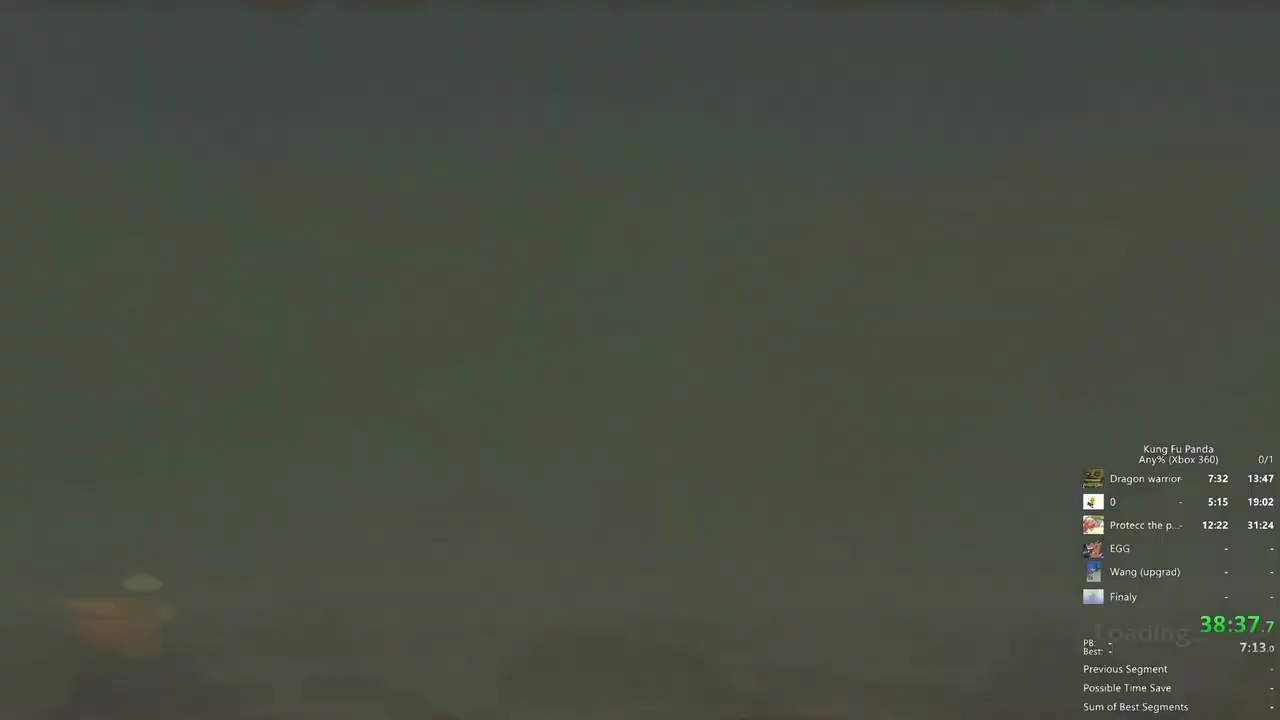 Kung Fu Panda
Any% (Xbox 360) 0/1
Dragon warrior - 7:32 13:47
0 - 5:15 19:02
Protecc the p... - 12:22 31:24
EGG - -
Wang (upgrad) - -
Finaly - -
38:37.7
Loading
PB: -
Best: - 7:13.0
Previous Segment -
Possible Time Save -
Sum of Best Segments -